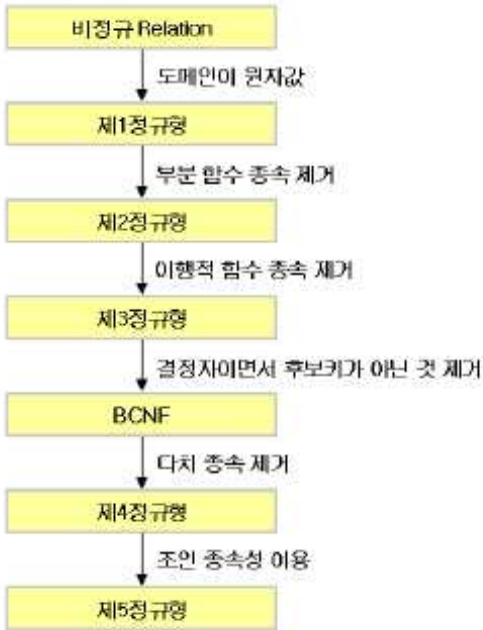 비정규 Relation
도메인이 원자값
제1정규형
부분 함수 종속 제거
제2정규형
이행적 함수 종속 제거
제3정규형
결정자이면서 후보키가 아닌 것 제거
BCNF
다치 종속 제거
제4정규형
조인 종속성 이용
제5정규형